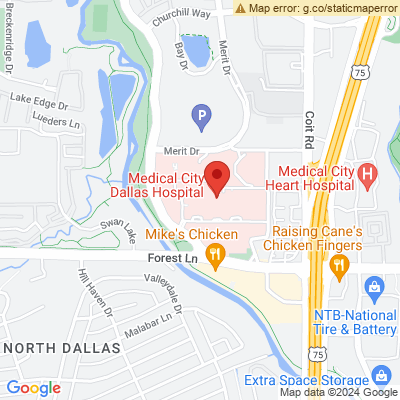 Map error: g.co/staticmaperror
Churchill Way
Breckenridge Dr
Bay Dr
Merit Dr
75
Lake Edge Dr
Lueders Ln
P
Coit Rd
Merit Dr
Medical City
Dallas Hospital
Medical City
Heart Hospital
H
Swan Lake
Mike's Chicken
Raising Cane's
Chicken Fingers
Forest Ln
Hill Haven Dr
Valleydale Dr
Malabar Ln
NTB-National
Tire & Battery
NORTH DALLAS
75
Extra Space Storage
Google
Map data ©2024 Google